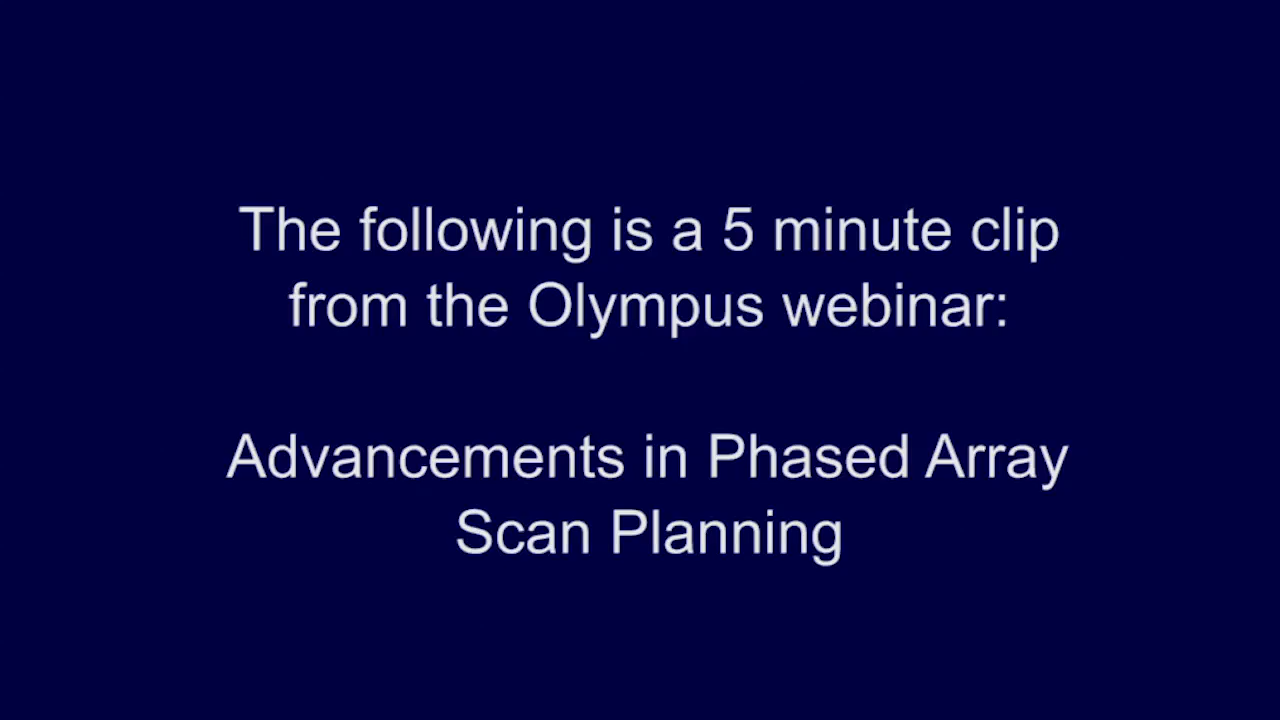 The following is a 5 minute clip
from the Olympus webinar:
Advancements in Phased Array
Scan Planning